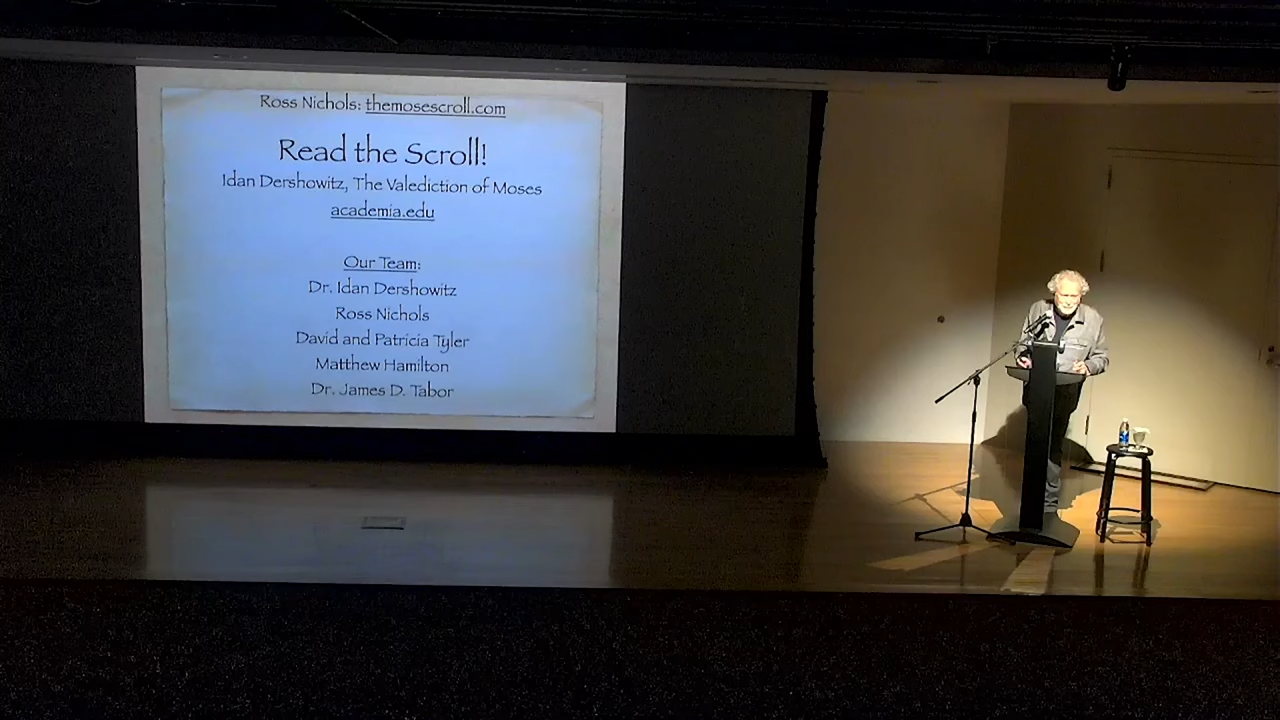 Ross Nichols: themosescroll.com
Read the Scroll!
Idan Dershowitz, The Valediction of Moses
academia.edu
Our Team:
Dr. Idan Dershowitz
Ross Nichols
David and Patricia Tyler
Matthew Hamilton
Dr. James D. Tabor